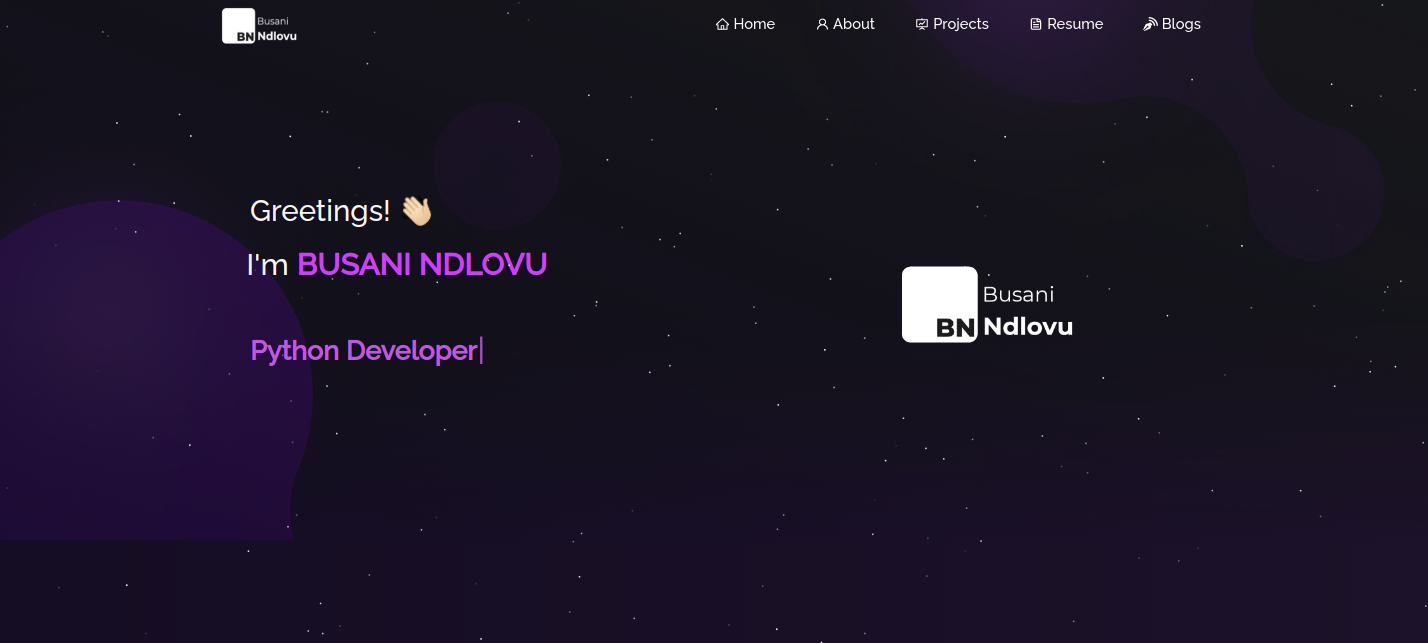 Busani
BN Ndlovu
Home About Projects Resume Blogs
Greetings! 👋🏻
I'm BUSANI NDLOVU
Python Developer|
Busani
BN Ndlovu